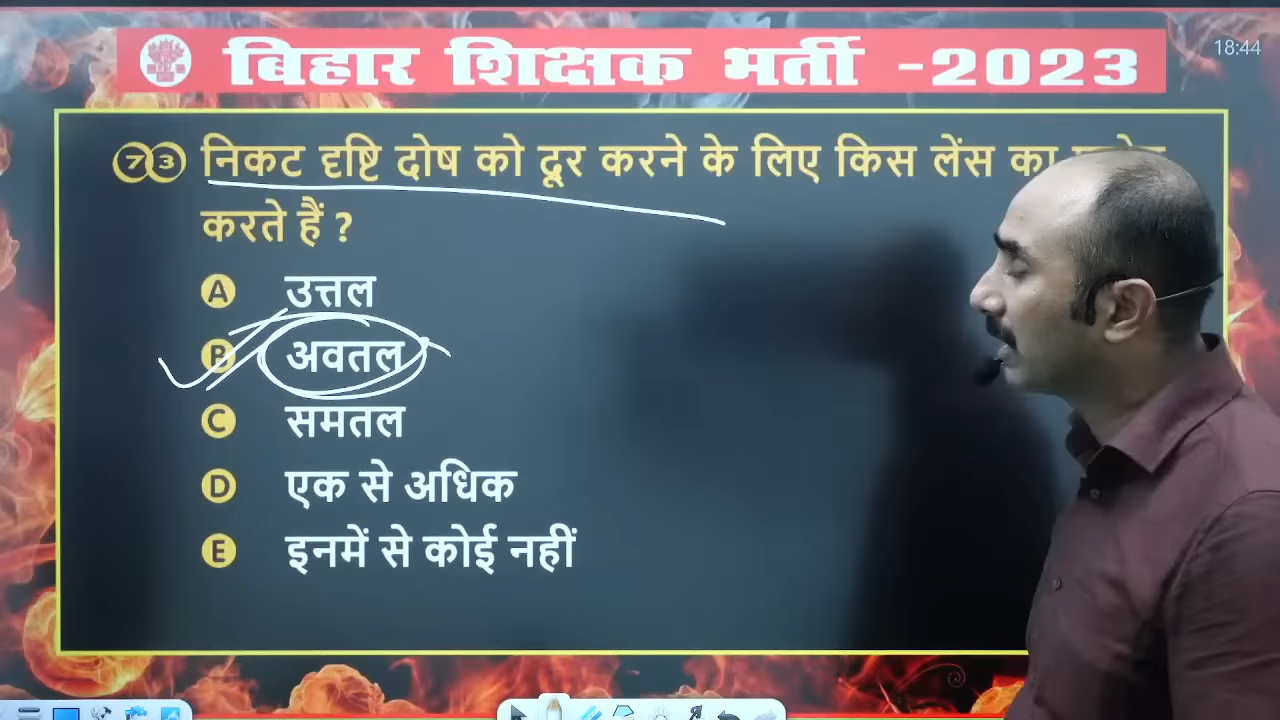 बिहार शिक्षक भर्ती -2023
18:44
73 निकट दृष्टि दोष को दूर करने के लिए किस लेंस का
करते हैं ?
A उत्तल
B अवतल
C समतल
D एक से अधिक
E इनमें से कोई नहीं